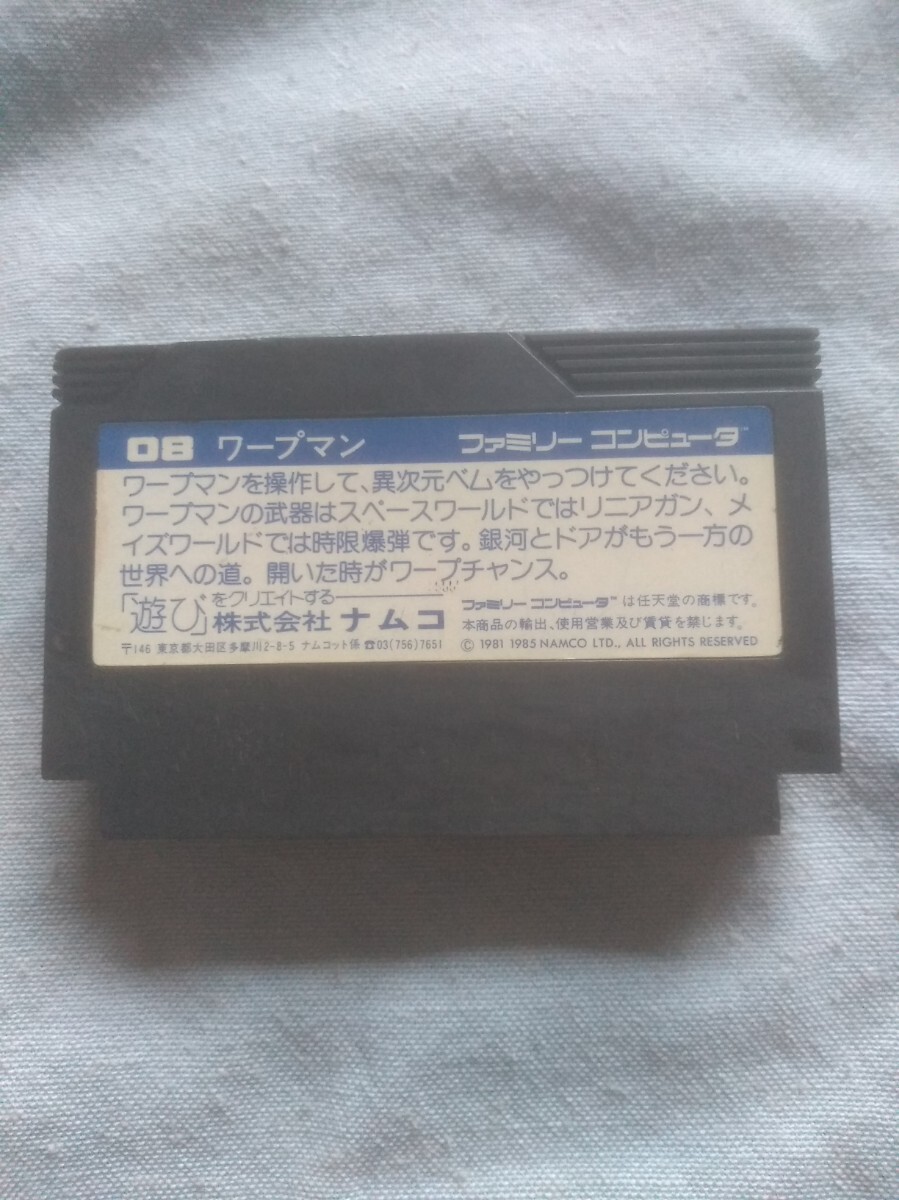 08 ワープマン ファミリー コンピュータ™
ワープマンを操作して、異次元ベムをやっつけてください。
ワープマンの武器はスペースワールドではリニアガン、メ
イズワールドでは時限爆弾です。銀河とドアがもう一方の
世界への道。開いた時がワープチャンス。
「遊び」をクリエイトする 株式会社 ナムコ
〒146 東京都大田区多摩川2-8-5 ナムコット係 ☎03(756)7651
ファミリー コンピュータ™ は任天堂の商標です。
本商品の輸出、使用営業及び賃貸を禁じます。
© 1981 1985 NAMCO LTD., ALL RIGHTS RESERVED